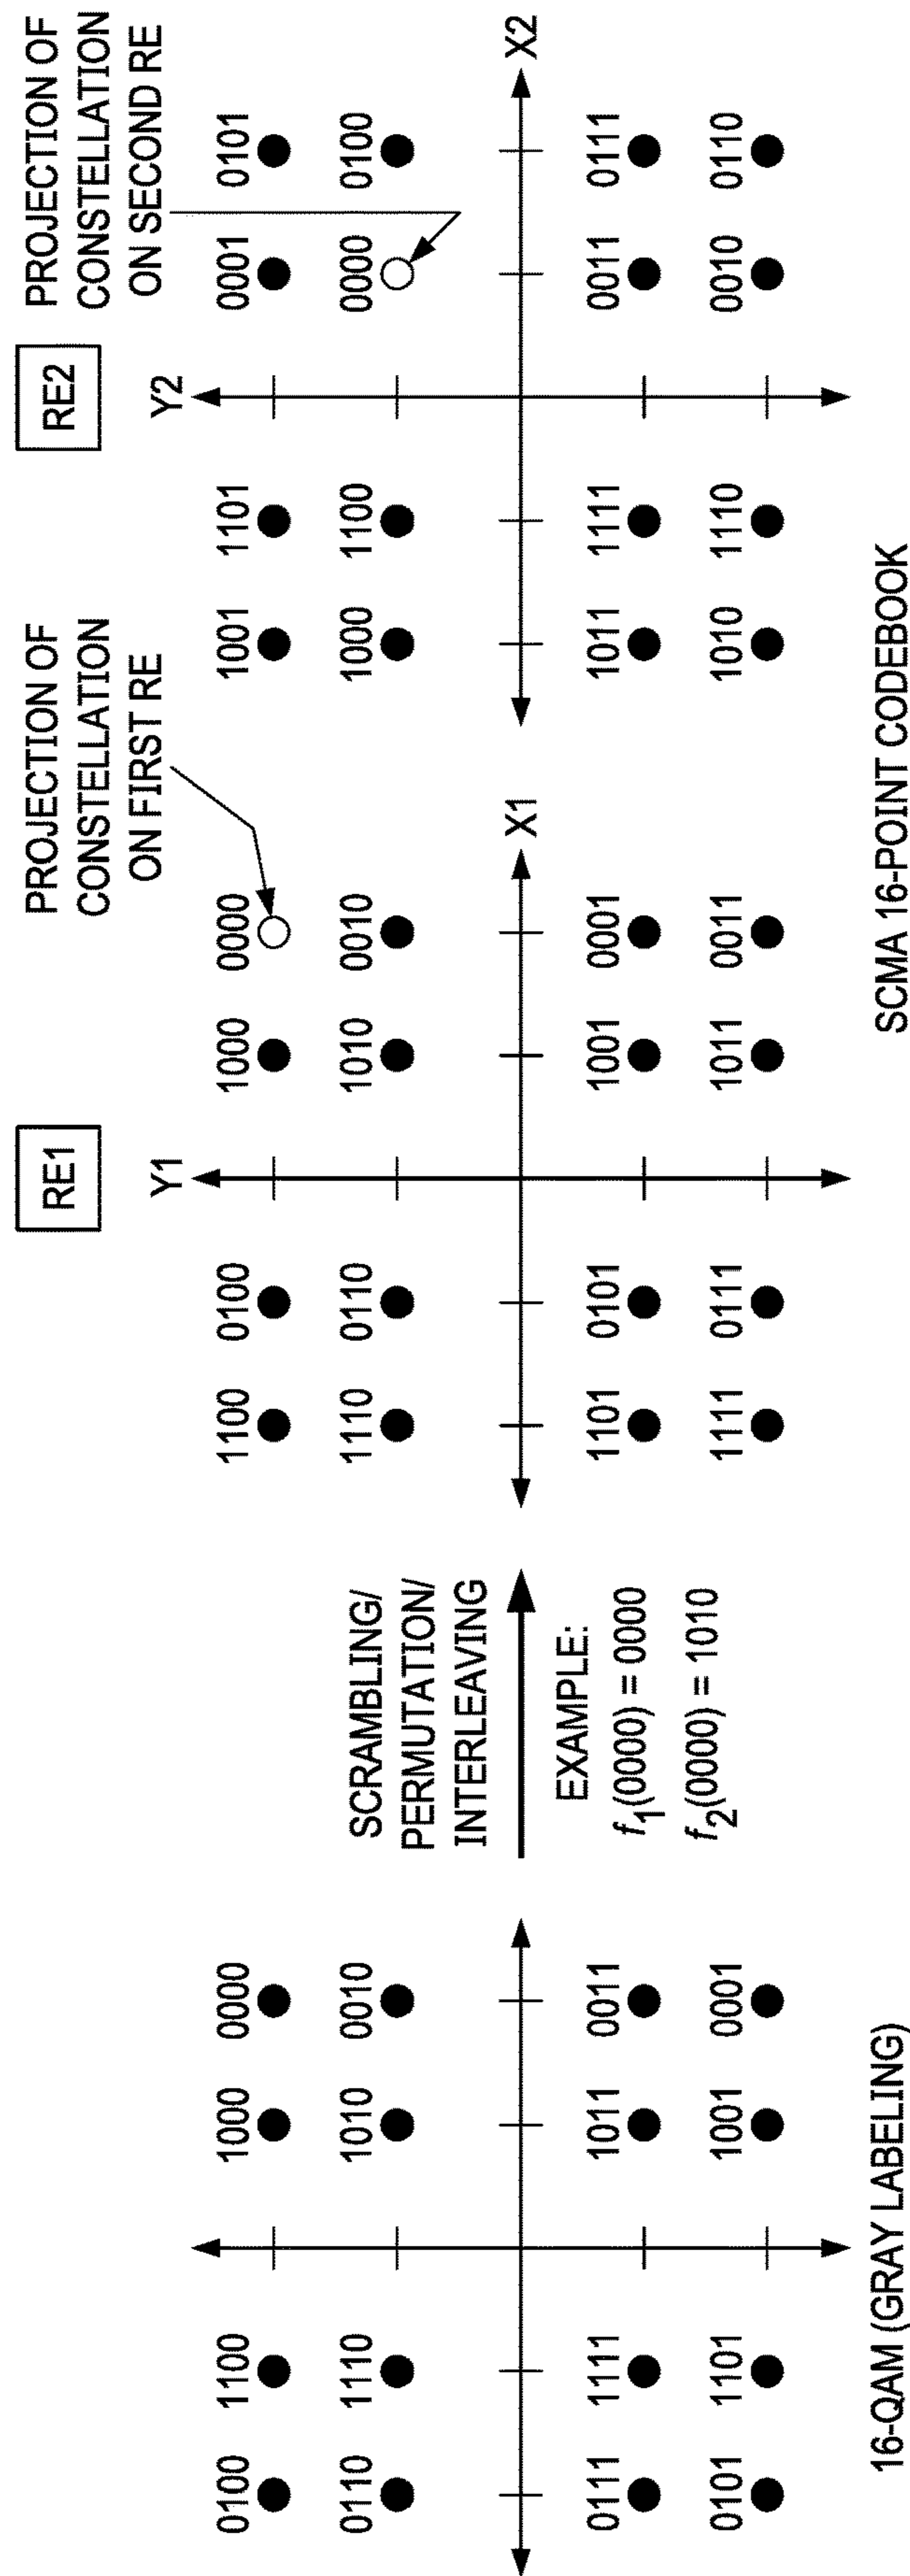 0100
1100
1000
0000
0110
1110
1010
0010
0111
1111
1011
0011
0101
1101
1001
0001
16-QAM (GRAY LABELING)
SCRAMBLING/
PERMUTATION/
INTERLEAVING
EXAMPLE:
f1(0000) = 0000
f2(0000) = 1010
RE1
PROJECTION OF
CONSTELLATION
ON FIRST RE
Y1
1100
0100
1000
0000
1110
0110
1010
0010
X1
1101
0101
1001
0001
1111
0111
1011
0011
RE2
PROJECTION OF
CONSTELLATION
ON SECOND RE
Y2
1001
1101
0001
0101
1000
1100
0000
0100
X2
1011
1111
0011
0111
1010
1110
0010
0110
SCMA 16-POINT CODEBOOK